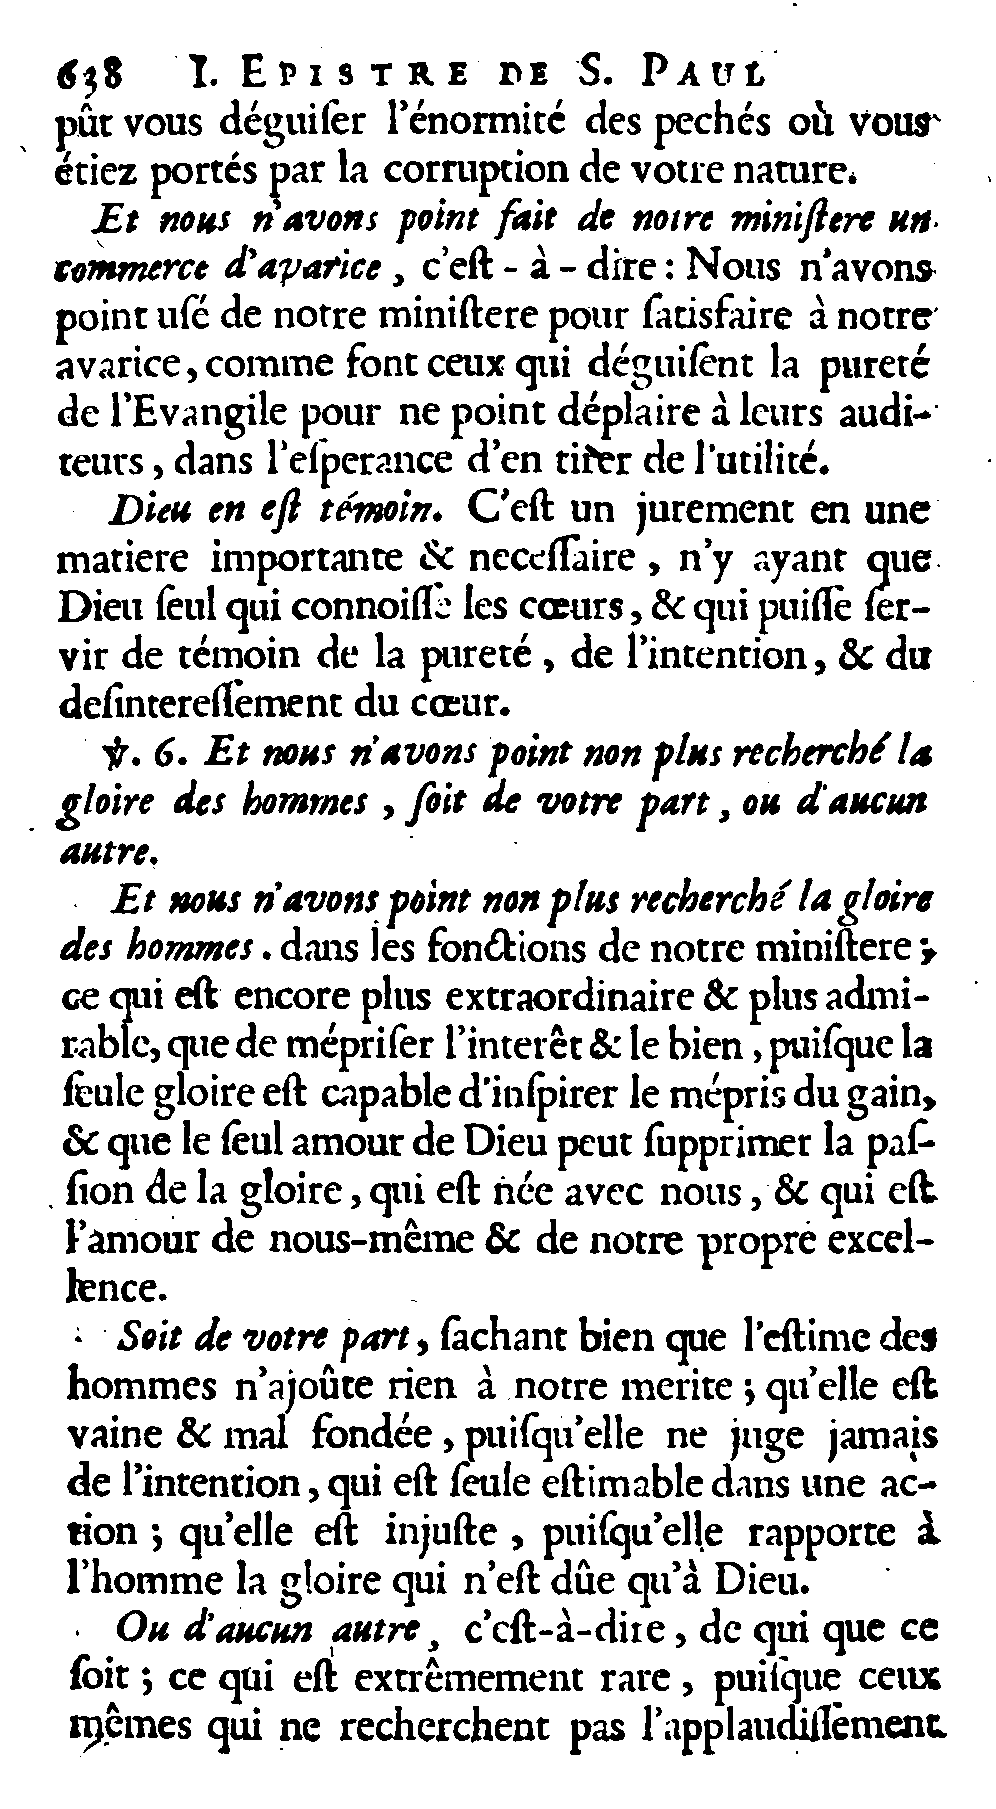 638 I. EPISTRE DE S. PAUL
pût vous déguiſer l'énormité des pechés où vous
étiez portés par la corruption de votre nature.
Et nous n'avons point fait de notre miniſtere un
commerce d'avarice, c'eſt-à-dire: Nous n'avons
point uſé de notre miniſtere pour ſatisfaire à notre
avarice, comme font ceux qui déguiſent la pureté
de l'Evangile pour ne point déplaire à leurs audi-
teurs, dans l'eſperance d'en tirer de l'utilité.
Dieu en eſt témoin. C'eſt un jurement en une
matiere importante & neceſſaire, n'y ayant que
Dieu ſeul qui connoiſſe les cœurs, & qui puiſſe ſer-
vir de témoin de la pureté, de l'intention, & du
deſintereſſement du cœur.
℣. 6. Et nous n'avons point non plus recherché la
gloire des hommes, ſoit de votre part, ou d'aucun
autre.
Et nous n'avons point non plus recherché la gloire
des hommes. dans les fonctions de notre miniſtere;
ce qui eſt encore plus extraordinaire & plus admi-
rable, que de mépriſer l'interêt & le bien, puiſque la
ſeule gloire eſt capable d'inſpirer le mépris du gain,
& que le ſeul amour de Dieu peut ſupprimer la paſ-
ſion de la gloire, qui eſt née avec nous, & qui eſt
l'amour de nous-même & de notre propre excel-
lence.
Soit de votre part, ſachant bien que l'eſtime des
hommes n'ajoûte rien à notre merite; qu'elle eſt
vaine & mal fondée, puiſqu'elle ne juge jamais
de l'intention, qui eſt ſeule eſtimable dans une ac-
tion; qu'elle eſt injuſte, puiſqu'elle rapporte à
l'homme la gloire qui n'eſt dûe qu'à Dieu.
Ou d'aucun autre, c'eſt-à-dire, de qui que ce
ſoit; ce qui eſt extrêmement rare, puiſque ceux
mêmes qui ne recherchent pas l'applaudiſſement